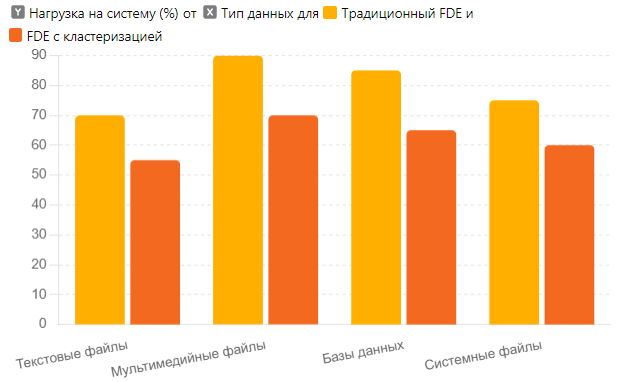 Y Нагрузка на систему (%) от X Тип данных для Традиционный FDE и
FDE с кластеризацией
90
80
70
60
50
40
30
20
10
0
Текстовые файлы
Мультимедийные файлы
Базы данных
Системные файлы